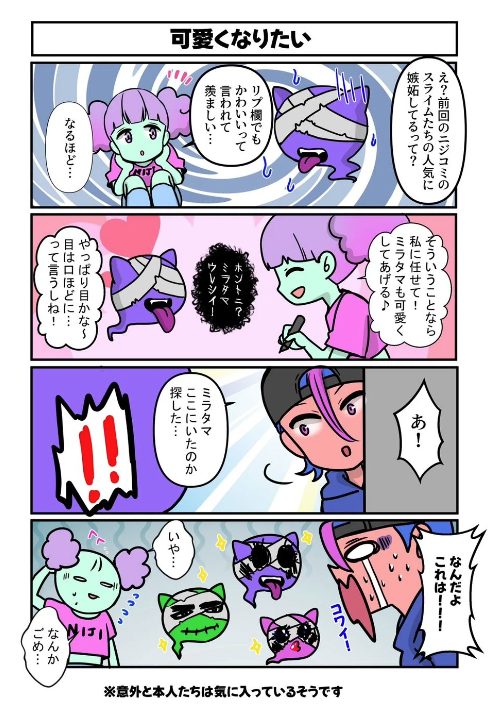 可愛くなりたい
え?前回のニジコミの
スライムたちの人気に
嫉妬してるって?
リプ欄でも
かわいいって
言われて
羨ましい…
なるほど…
NIJI
そういうことなら
私に任せて!
ミラタマも可愛く
してあげる♪
ホントニ?
ミラタマ
ウレシイ!
やっぱり目かな〜
目は口ほどに…
って言うしね!
あ!
ミラタマ
ここにいたのか
探した…
!!
なんだよ
これは!!!
コワイ!
いや…
なんか
ごめ…
NIJI
※意外と本人たちは気に入っているそうです